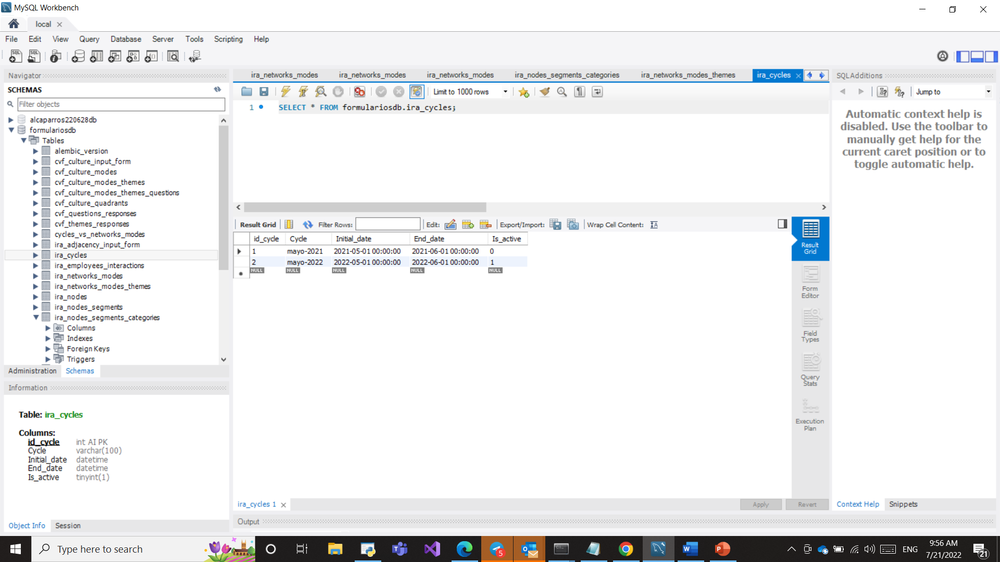 MySQL Workbench
local
File Edit View Query Database Server Tools Scripting Help
Navigator
SCHEMAS
Filter objects
alcaparros220628db
formulariosdb
Tables
alembic_version
cvf_culture_input_form
cvf_culture_modes
cvf_culture_modes_themes
cvf_culture_modes_themes_questions
cvf_culture_quadrants
cvf_questions_responses
cvf_themes_responses
cycles_vs_networks_modes
ira_adjacency_input_form
ira_cycles
ira_employees_interactions
ira_networks_modes
ira_networks_modes_themes
ira_nodes
ira_nodes_segments
ira_nodes_segments_categories
Columns
Indexes
Foreign Keys
Triggers
Administration Schemas
Information
Table: ira_cycles
Columns:
id_cycle int AI PK
Cycle varchar(100)
Initial_date datetime
End_date datetime
Is_active tinyint(1)
Object Info Session
ira_networks_modes ira_networks_modes ira_networks_modes ira_nodes_segments_categories ira_networks_modes_themes ira_cycles
Limit to 1000 rows
1 SELECT * FROM formulariosdb.ira_cycles;
Result Grid Filter Rows: Edit: Export/Import: Wrap Cell Content:
id_cycle Cycle Initial_date End_date Is_active
1 mayo-2021 2021-05-01 00:00:00 2021-06-01 00:00:00 0
2 mayo-2022 2022-05-01 00:00:00 2022-06-01 00:00:00 1
NULL NULL NULL NULL NULL
Result
Grid
Form
Editor
Field
Types
Query
Stats
Execution
Plan
ira_cycles 1
Apply Revert
Output
SQLAdditions
Jump to
Automatic context help is
disabled. Use the toolbar to
manually get help for the
current caret position or to
toggle automatic help.
Context Help Snippets
Type here to search
5
ENG
9:56 AM
7/21/2022
21